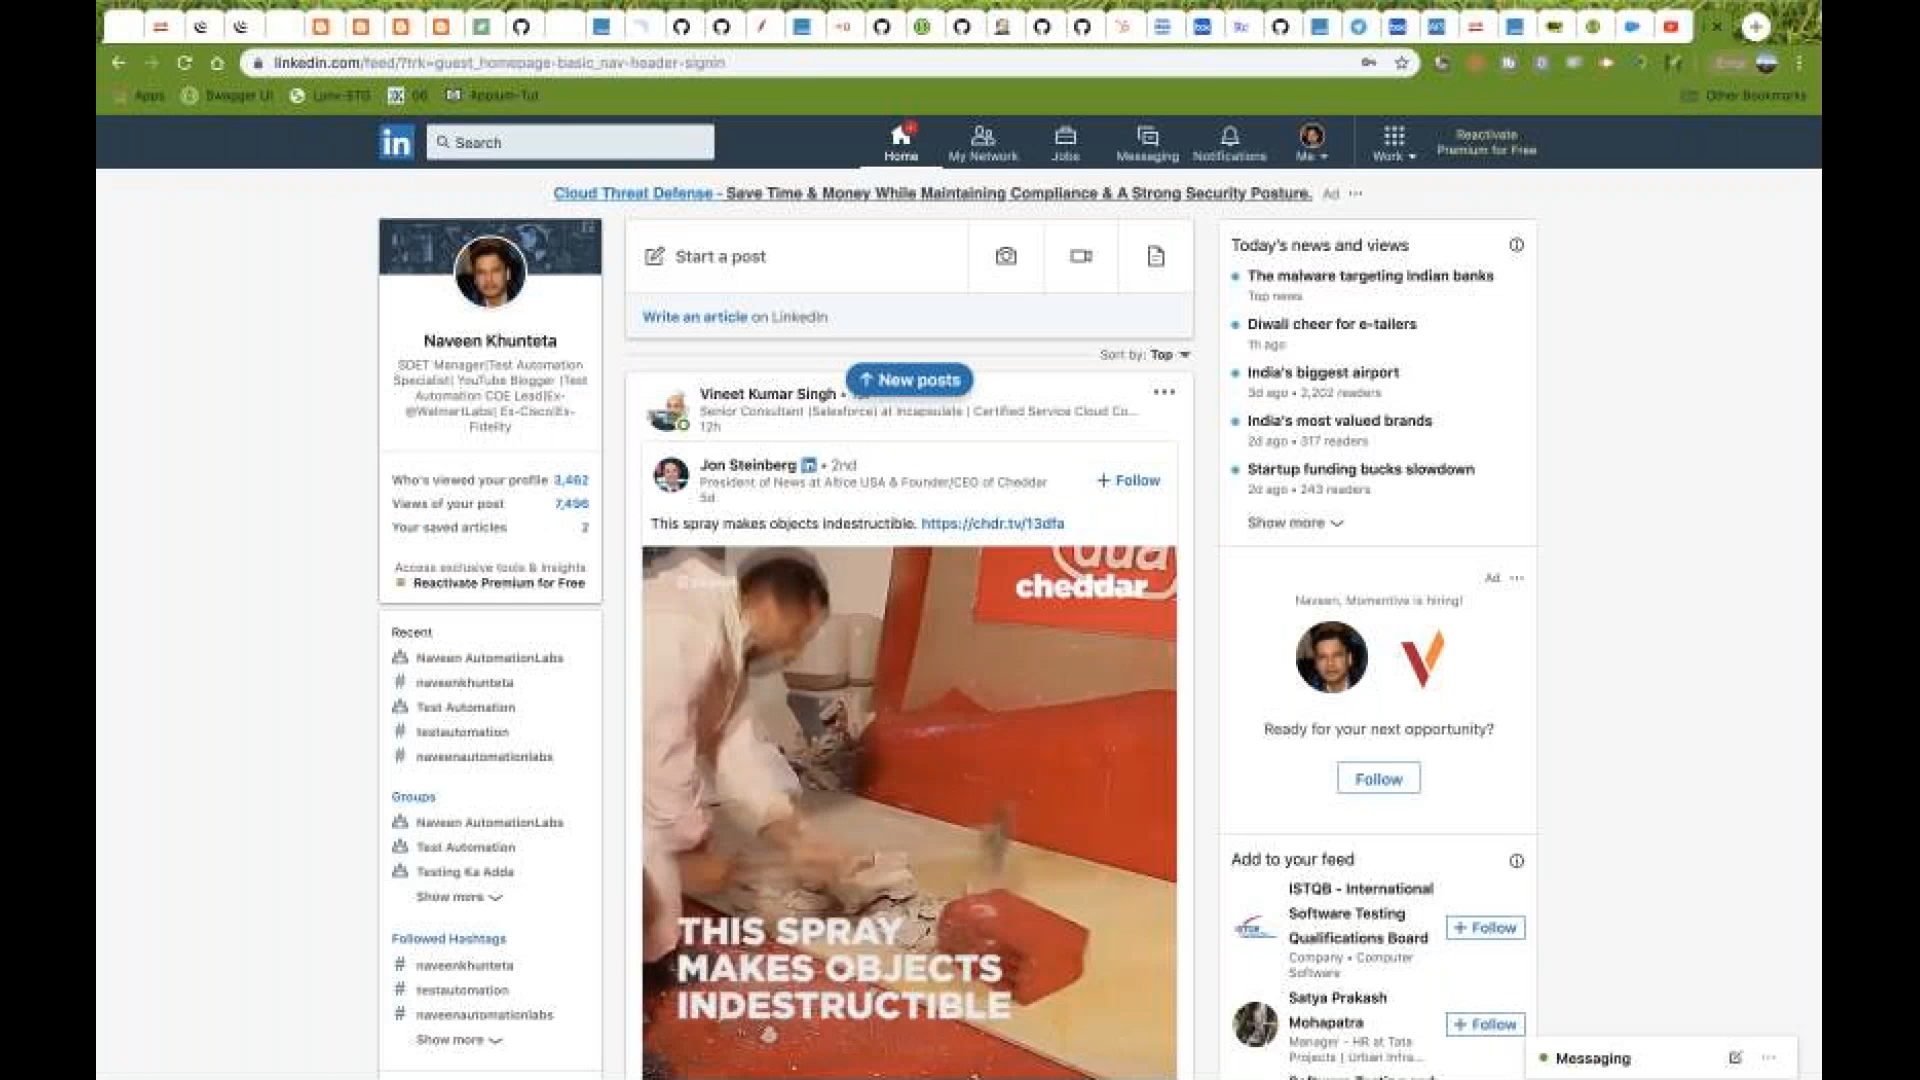 linkedin.com/feed/?trk=guest_homepage-basic_nav-header-signin
Apps Swagger UI
Other Bookmarks
in Search
Home My Network Jobs Messaging Notifications Me Work
Reactivate
Premium for Free
Cloud Threat Defense - Save Time & Money While Maintaining Compliance & A Strong Security Posture. Ad
Naveen Khunteta
SDET Manager|Test Automation
Specialist| YouTube Blogger |Test
Automation COE Lead|Ex-
@WalmartLabs| Ex-Cisco|Ex-
Fidelity
Who's viewed your profile 3,462
Views of your post 7,496
Your saved articles 2
Access exclusive tools & insights
Reactivate Premium for Free
Recent
Naveen AutomationLabs
# naveenkhunteta
Test Automation
# testautomation
# naveenautomationlabs
Groups
Naveen AutomationLabs
Test Automation
Testing Ka Adda
Show more
Followed Hashtags
# naveenkhunteta
# testautomation
# naveenautomationlabs
Show more
Start a post
Write an article on LinkedIn
Sort by: Top
↑ New posts
Vineet Kumar Singh •
Senior Consultant (Salesforce) at Incapsulate | Certified Service Cloud Co...
12h
Jon Steinberg in • 2nd
President of News at Altice USA & Founder/CEO of Cheddar
5d
+ Follow
This spray makes objects indestructible. https://chdr.tv/13dfa
cheddar
THIS SPRAY
MAKES OBJECTS
INDESTRUCTIBLE
Today's news and views
The malware targeting Indian banks
Top news
Diwali cheer for e-tailers
1h ago
India's biggest airport
3d ago • 2,202 readers
India's most valued brands
2d ago • 317 readers
Startup funding bucks slowdown
2d ago • 243 readers
Show more
Ad
Naveen, Momentive is hiring!
Ready for your next opportunity?
Follow
Add to your feed
ISTQB - International
Software Testing
Qualifications Board
Company • Computer
Software
+ Follow
Satya Prakash
Mohapatra
Manager - HR at Tata
Projects | Urban Infra...
+ Follow
Messaging